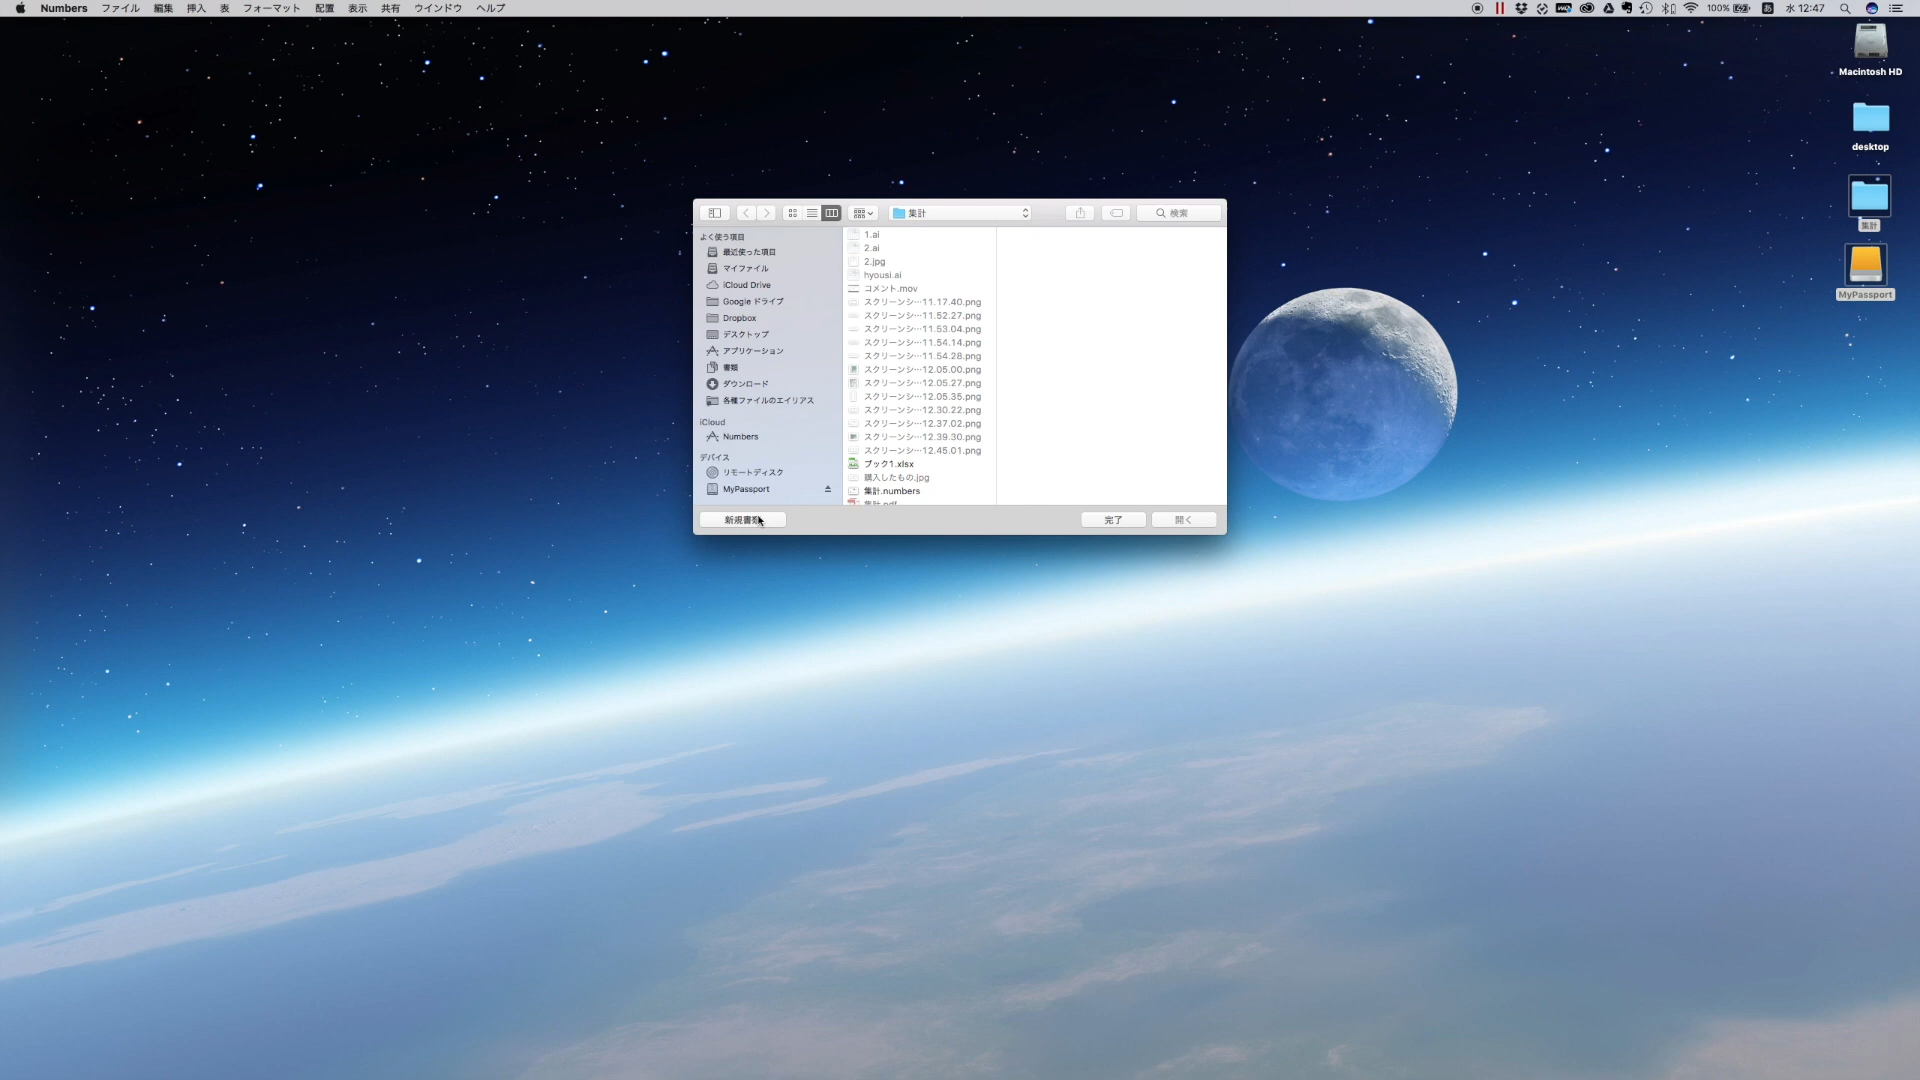 Numbers ファイル 編集 挿入 表 フォーマット 配置 表示 共有 ウインドウ ヘルプ
100% 水 12:47
Macintosh HD
desktop
集計
MyPassport
集計
検索
よく使う項目
最近使った項目
マイファイル
iCloud Drive
Google ドライブ
Dropbox
デスクトップ
アプリケーション
書類
ダウンロード
各種ファイルのエイリアス
iCloud
Numbers
デバイス
リモートディスク
MyPassport
1.ai
2.ai
2.jpg
hyousi.ai
コメント.mov
スクリーンシ…11.17.40.png
スクリーンシ…11.52.27.png
スクリーンシ…11.53.04.png
スクリーンシ…11.54.14.png
スクリーンシ…11.54.28.png
スクリーンシ…12.05.00.png
スクリーンシ…12.05.27.png
スクリーンシ…12.05.35.png
スクリーンシ…12.30.22.png
スクリーンシ…12.37.02.png
スクリーンシ…12.39.30.png
スクリーンシ…12.45.01.png
ブック1.xlsx
購入したもの.jpg
集計.numbers
集計.pdf
新規書類
完了
開く